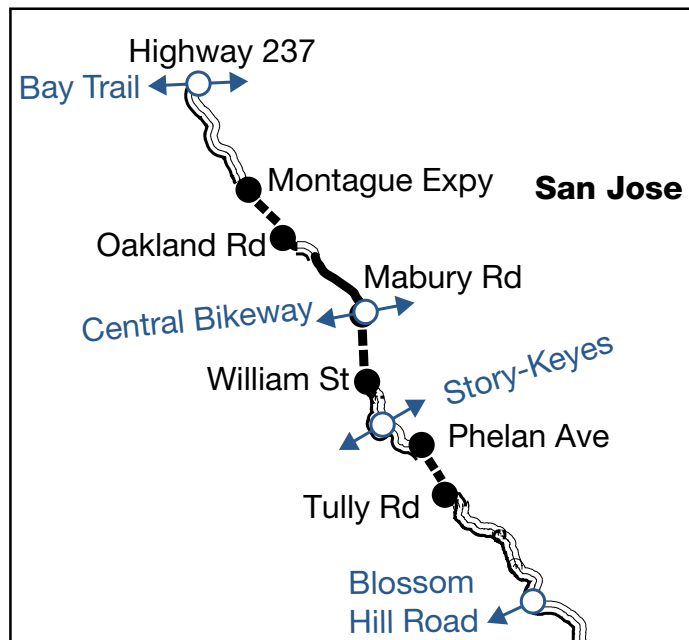 Highway 237
Bay Trail
Montague Expy
San Jose
Oakland Rd
Mabury Rd
Central Bikeway
William St
Story-Keyes
Phelan Ave
Tully Rd
Blossom
Hill Road